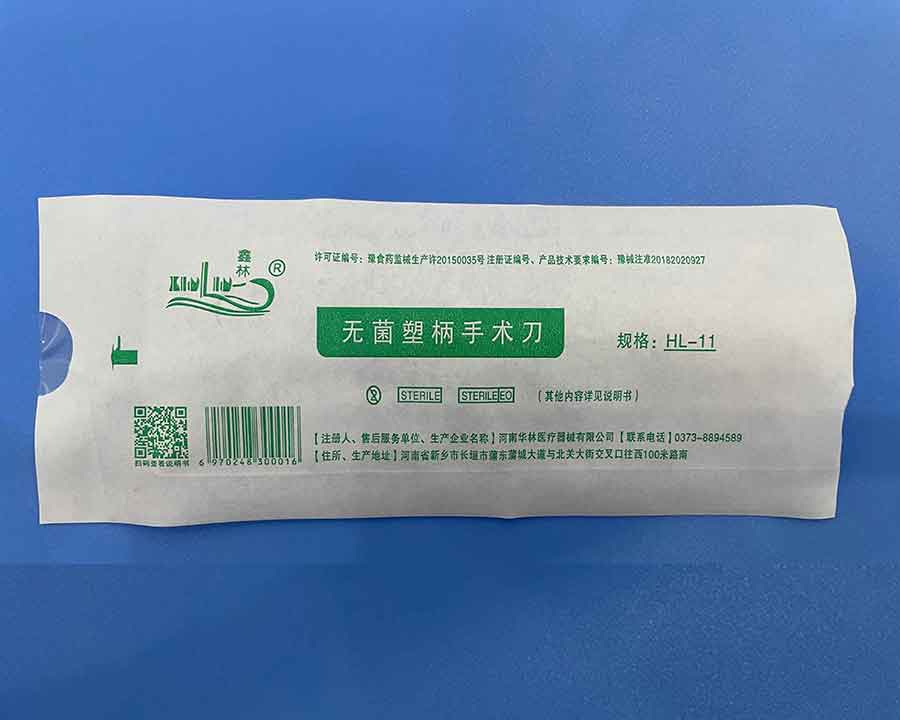 鑫林
XINLIN
®
许可证编号：豫食药监械生产许20150035号 注册证编号、产品技术要求编号：豫械注准20182020927
无菌塑柄手术刀
规格：HL-11
STERILE STERILE EO (其他内容详见说明书)
扫码查看说明书
6 970248 300016
【注册人、售后服务单位、生产企业名称】河南华林医疗器械有限公司【联系电话】0373-8894589
【住所、生产地址】河南省新乡市长垣市蒲东蒲城大道与北关大街交叉口往西100米路南